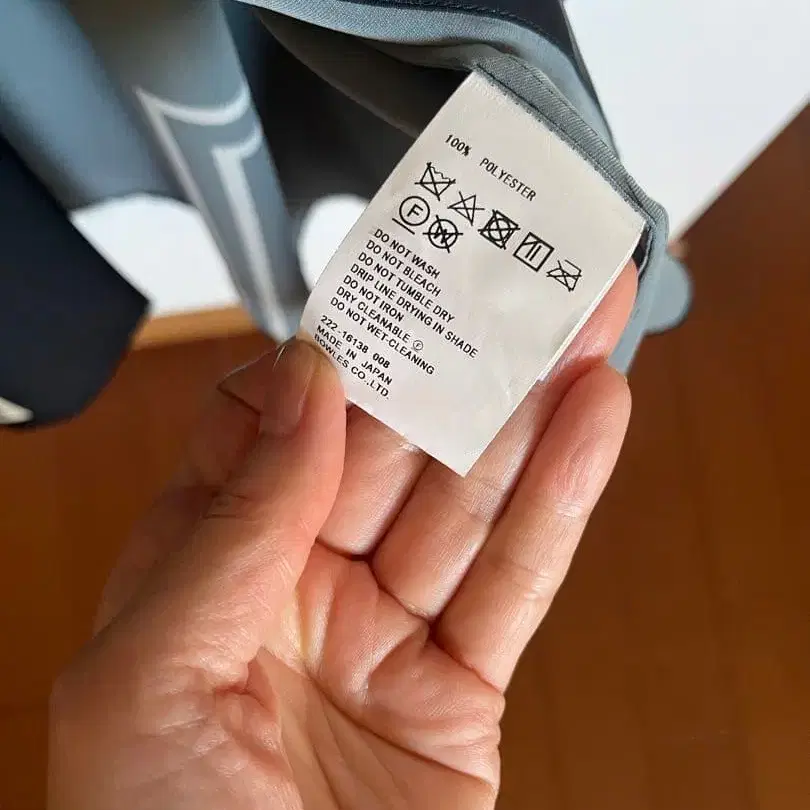 100% POLYESTER
F W
DO NOT WASH
DO NOT BLEACH
DO NOT TUMBLE DRY
DRIP LINE DRYING IN SHADE
DO NOT IRON
DRY CLEANABLE Ⓕ
DO NOT WET-CLEANING
222-16138 008
MADE IN JAPAN
BOWLES CO.,LTD.